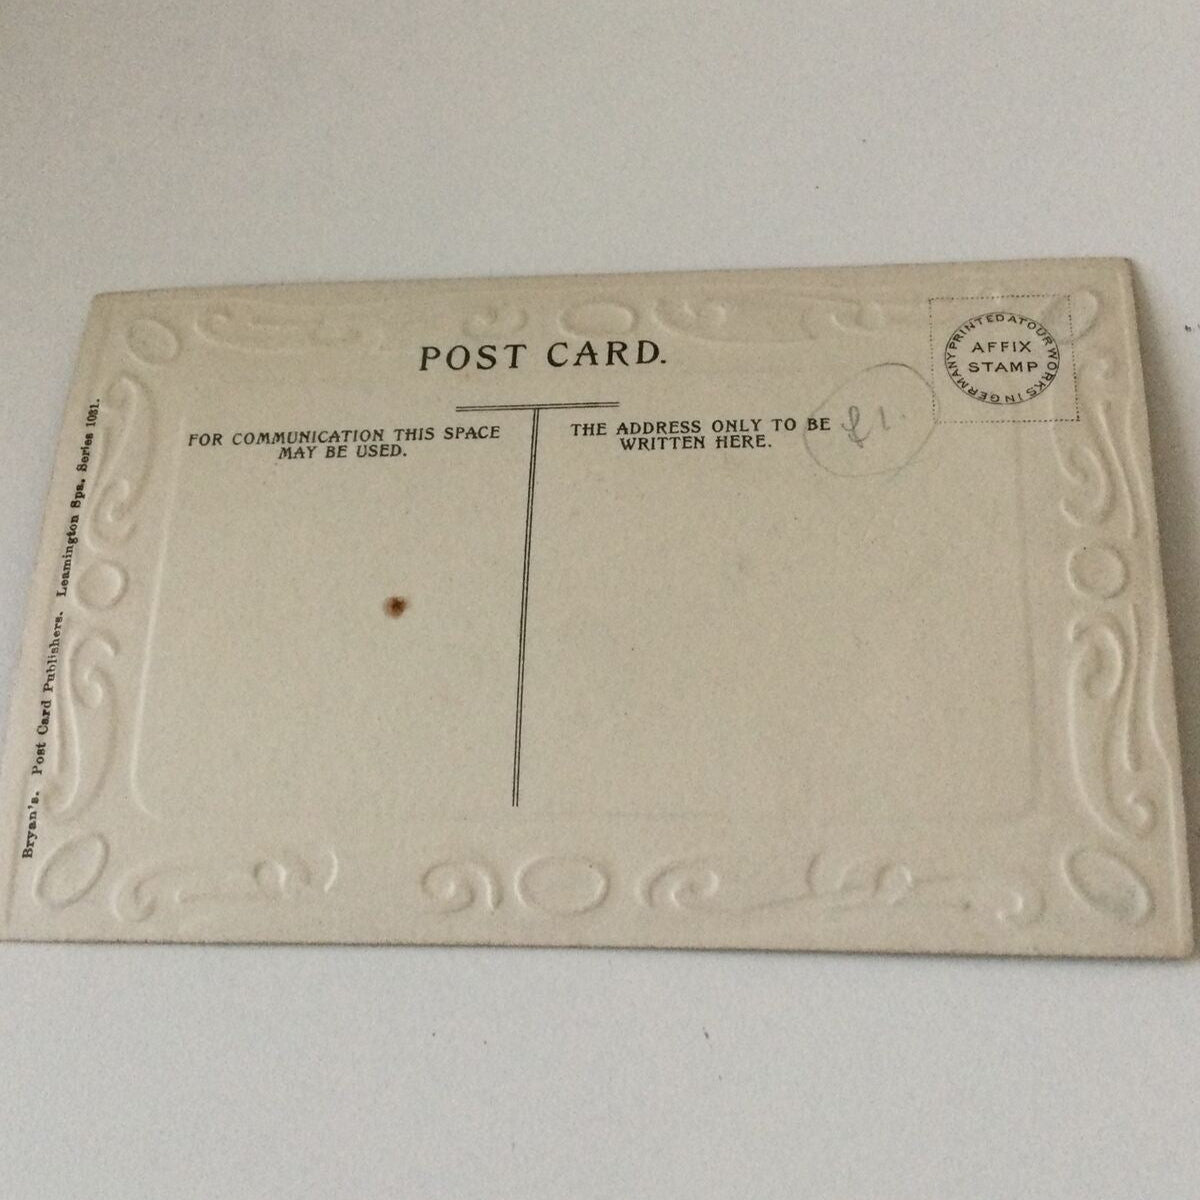 POST CARD.
FOR COMMUNICATION THIS SPACE
MAY BE USED.
THE ADDRESS ONLY TO BE
WRITTEN HERE.
£1.
PRINTED AT OUR WORKS IN GERMANY
AFFIX
STAMP
Bryan's. Post Card Publishers. Leamington Spa. Series 1081.